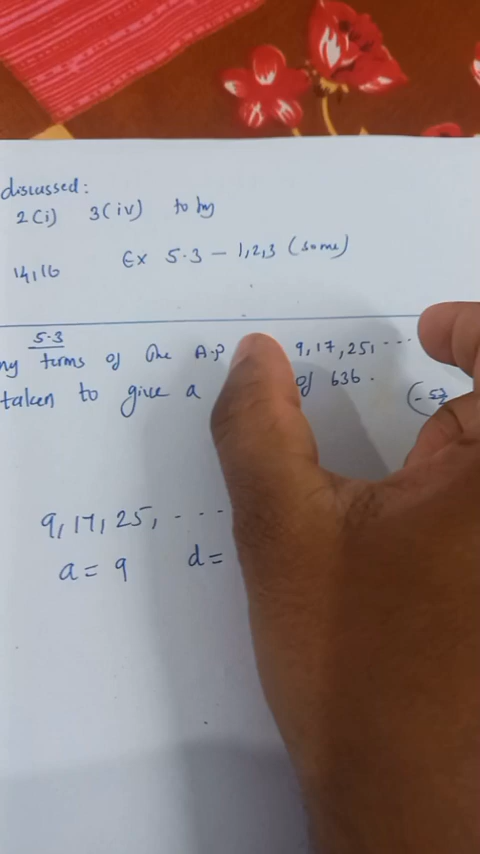 discussed:
2(i) 3(iv) to by
14,16 Ex 5.3 - 1,2,3 (some)
5.3
ny terms of the A.P 9, 17, 25, ...
taken to give a of 636.
9, 17, 25, ...
a = 9 d =